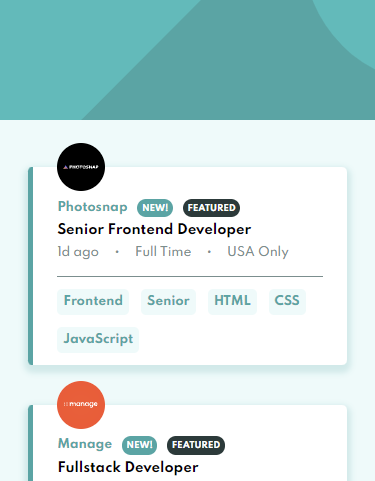 PHOTOSNAP
Photosnap NEW! FEATURED
Senior Frontend Developer
1d ago • Full Time • USA Only
Frontend Senior HTML CSS
JavaScript
manage
Manage NEW! FEATURED
Fullstack Developer